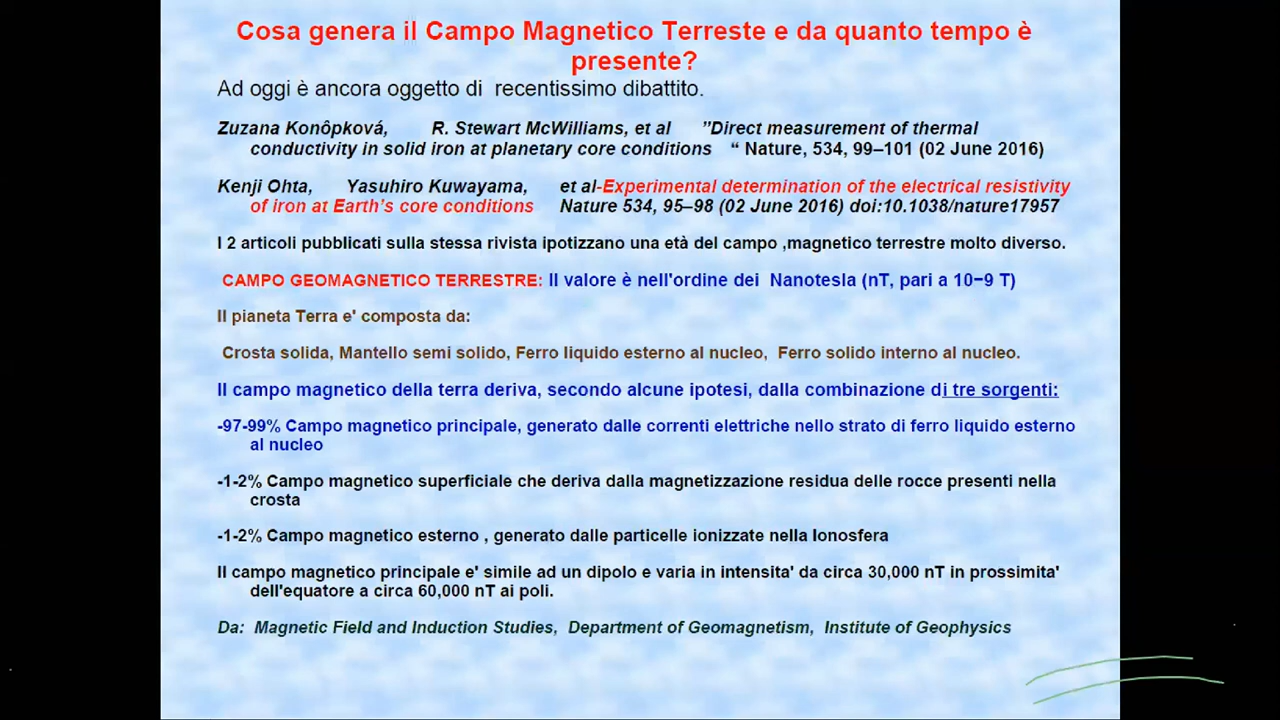 Cosa genera il Campo Magnetico Terreste e da quanto tempo è
presente?
Ad oggi è ancora oggetto di recentissimo dibattito.
Zuzana Konôpková, R. Stewart McWilliams, et al ”Direct measurement of thermal
conductivity in solid iron at planetary core conditions “ Nature, 534, 99–101 (02 June 2016)
Kenji Ohta, Yasuhiro Kuwayama, et al-Experimental determination of the electrical resistivity
of iron at Earth’s core conditions Nature 534, 95–98 (02 June 2016) doi:10.1038/nature17957
I 2 articoli pubblicati sulla stessa rivista ipotizzano una età del campo ,magnetico terrestre molto diverso.
CAMPO GEOMAGNETICO TERRESTRE: Il valore è nell'ordine dei Nanotesla (nT, pari a 10−9 T)
Il pianeta Terra e' composta da:
Crosta solida, Mantello semi solido, Ferro liquido esterno al nucleo, Ferro solido interno al nucleo.
Il campo magnetico della terra deriva, secondo alcune ipotesi, dalla combinazione di tre sorgenti:
-97-99% Campo magnetico principale, generato dalle correnti elettriche nello strato di ferro liquido esterno
al nucleo
-1-2% Campo magnetico superficiale che deriva dalla magnetizzazione residua delle rocce presenti nella
crosta
-1-2% Campo magnetico esterno , generato dalle particelle ionizzate nella Ionosfera
Il campo magnetico principale e' simile ad un dipolo e varia in intensita' da circa 30,000 nT in prossimita'
dell'equatore a circa 60,000 nT ai poli.
Da: Magnetic Field and Induction Studies, Department of Geomagnetism, Institute of Geophysics